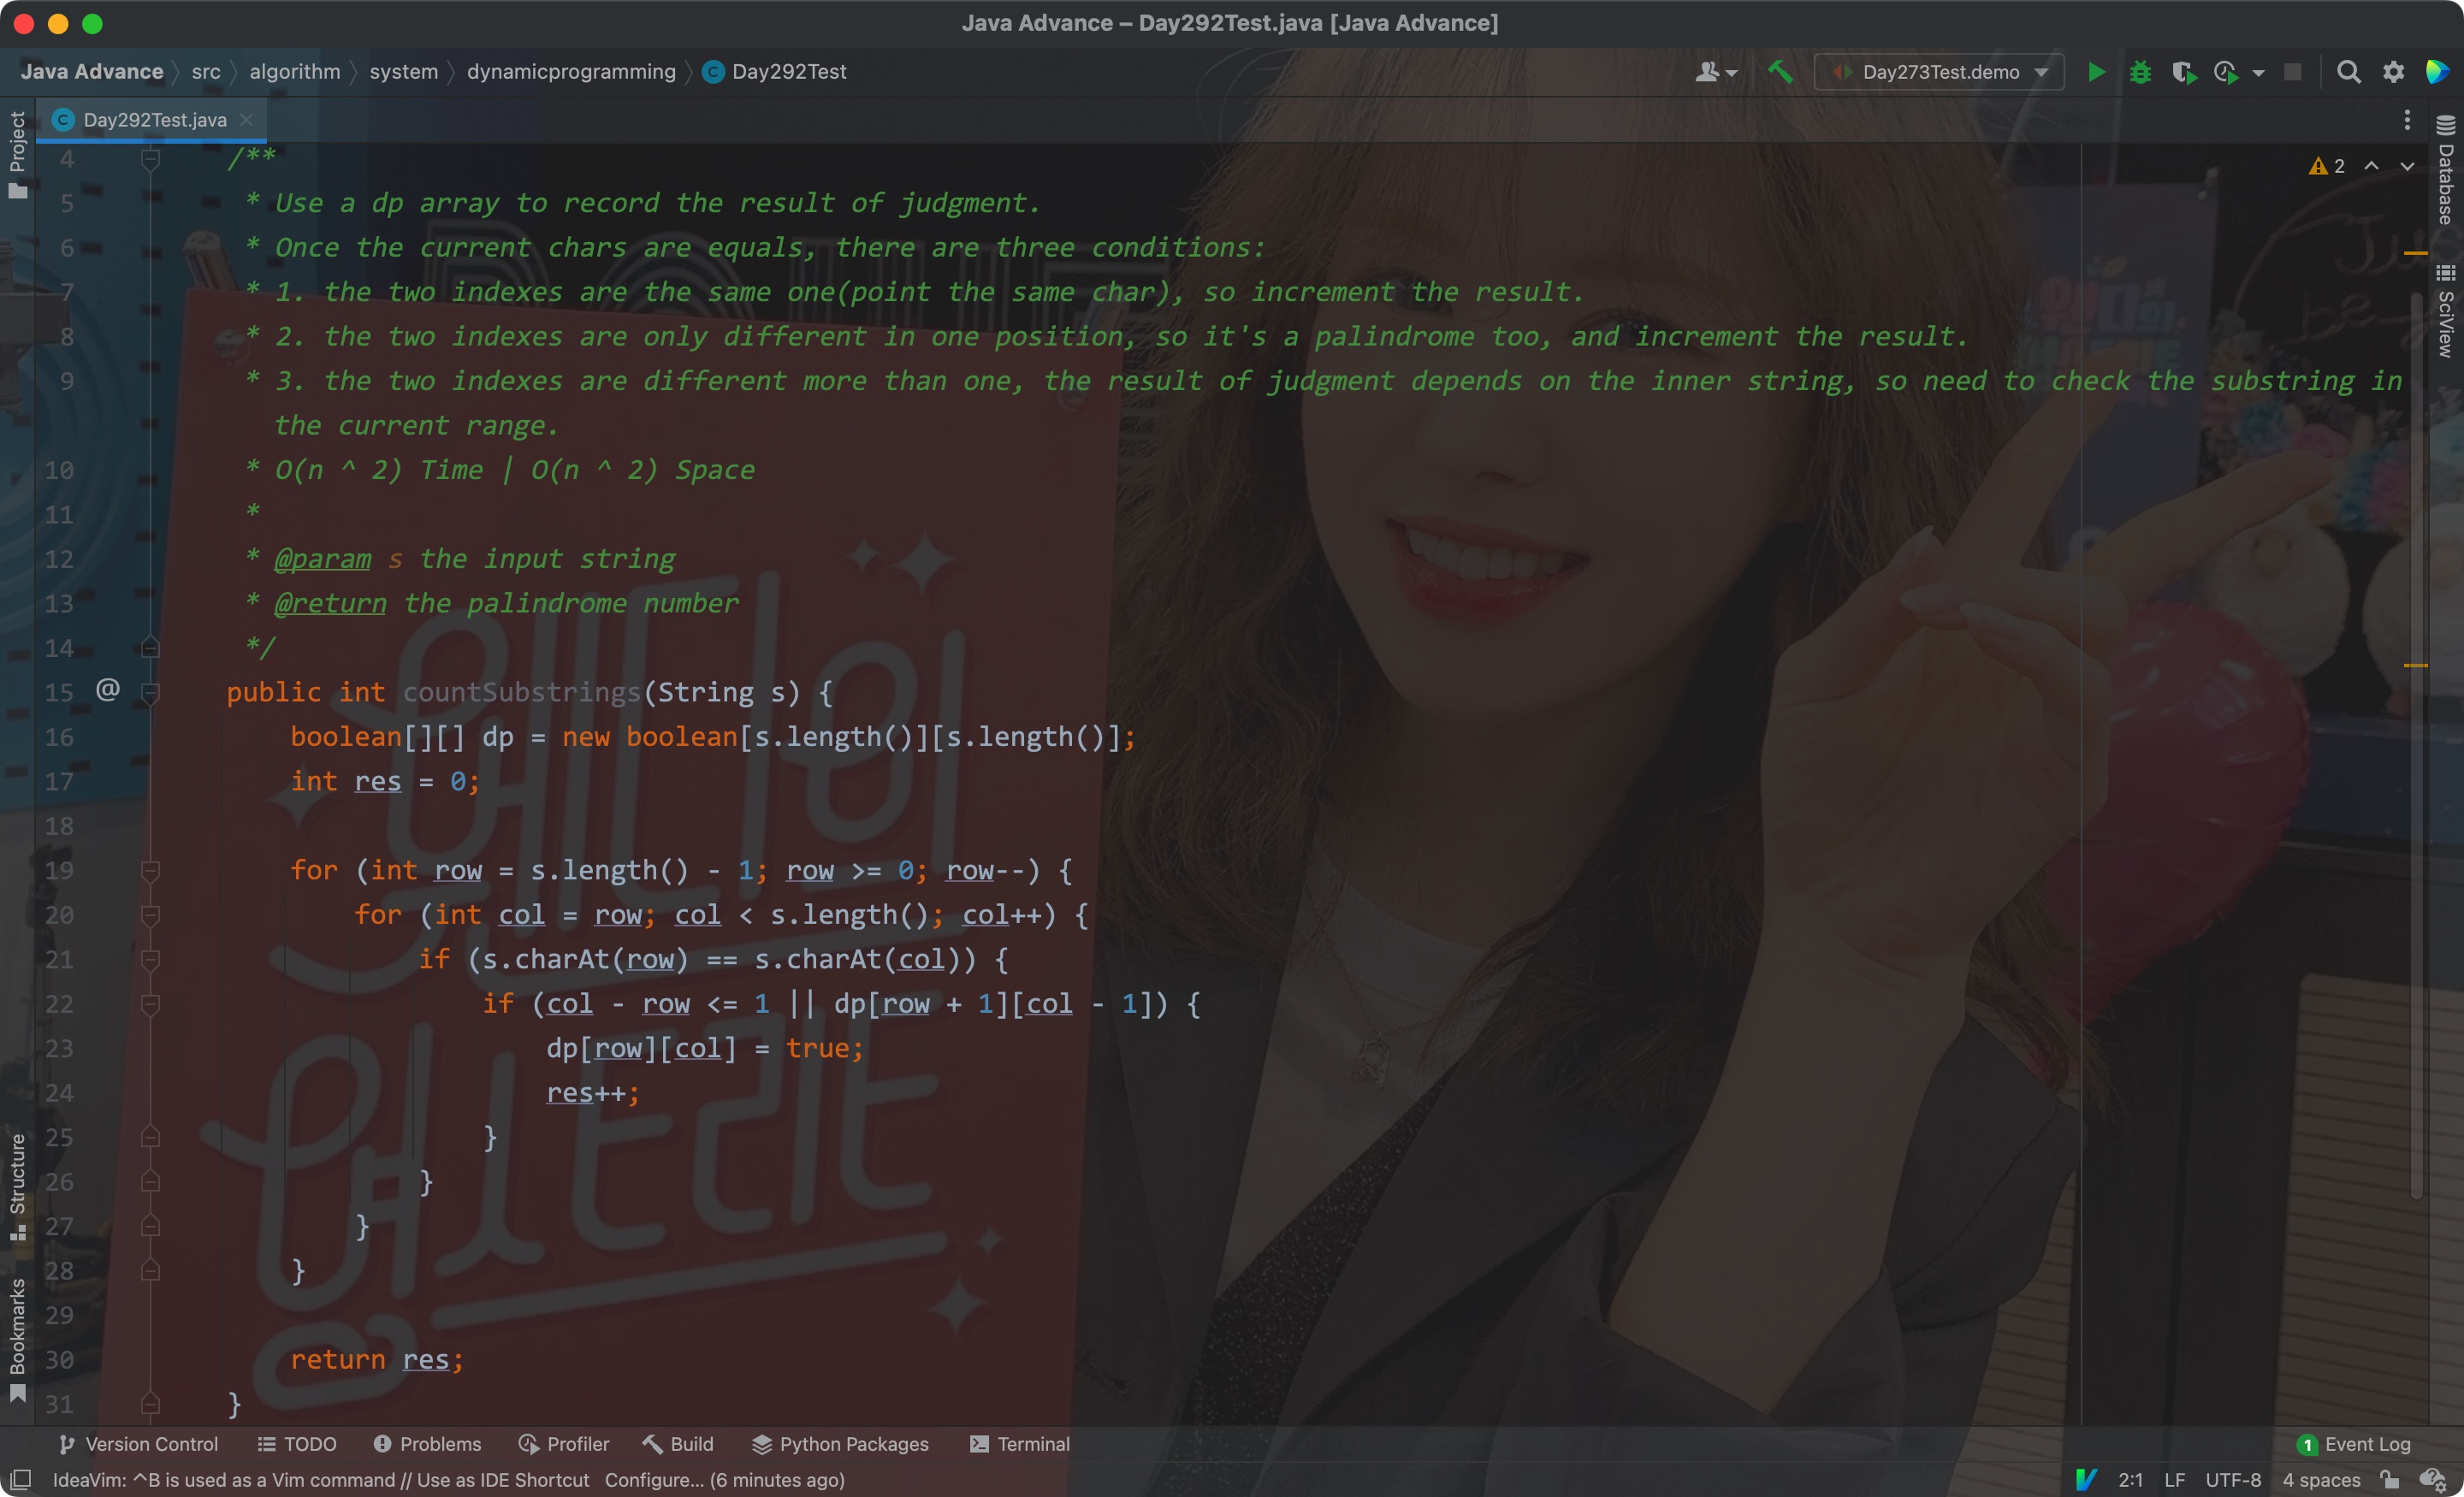 Java Advance – Day292Test.java [Java Advance]
Java Advance src algorithm system dynamicprogramming Day292Test
Day273Test.demo
Project
Day292Test.java
2
Database
SciView
4 /**
5 * Use a dp array to record the result of judgment.
6 * Once the current chars are equals, there are three conditions:
7 * 1. the two indexes are the same one(point the same char), so increment the result.
8 * 2. the two indexes are only different in one position, so it's a palindrome too, and increment the result.
9 * 3. the two indexes are different more than one, the result of judgment depends on the inner string, so need to check the substring in
the current range.
10 * O(n ^ 2) Time | O(n ^ 2) Space
11 *
12 * @param s the input string
13 * @return the palindrome number
14 */
15 @ public int countSubstrings(String s) {
16 boolean[][] dp = new boolean[s.length()][s.length()];
17 int res = 0;
18
19 for (int row = s.length() - 1; row >= 0; row--) {
20 for (int col = row; col < s.length(); col++) {
21 if (s.charAt(row) == s.charAt(col)) {
22 if (col - row <= 1 || dp[row + 1][col - 1]) {
23 dp[row][col] = true;
24 res++;
25 }
26 }
27 }
28 }
29
30 return res;
31 }
웬디의
영스트리트
Structure
Bookmarks
Version Control TODO Problems Profiler Build Python Packages Terminal
1 Event Log
IdeaVim: ^B is used as a Vim command // Use as IDE Shortcut Configure... (6 minutes ago)
2:1 LF UTF-8 4 spaces